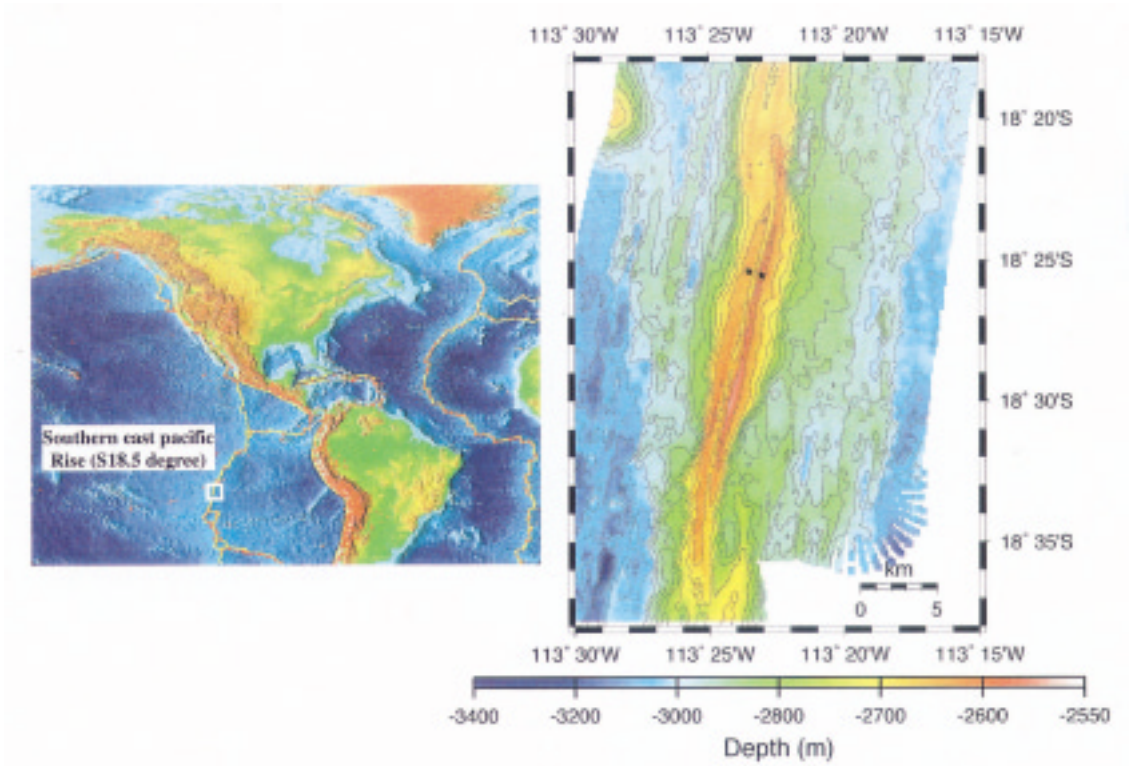 113° 30'W 113° 25'W 113° 20'W 113° 15'W
18° 20'S
18° 25'S
18° 30'S
18° 35'S
Southern east pacific
Rise (S18.5 degree)
km
0 5
113° 30'W 113° 25'W 113° 20'W 113° 15'W
-3400 -3200 -3000 -2800 -2700 -2600 -2550
Depth (m)